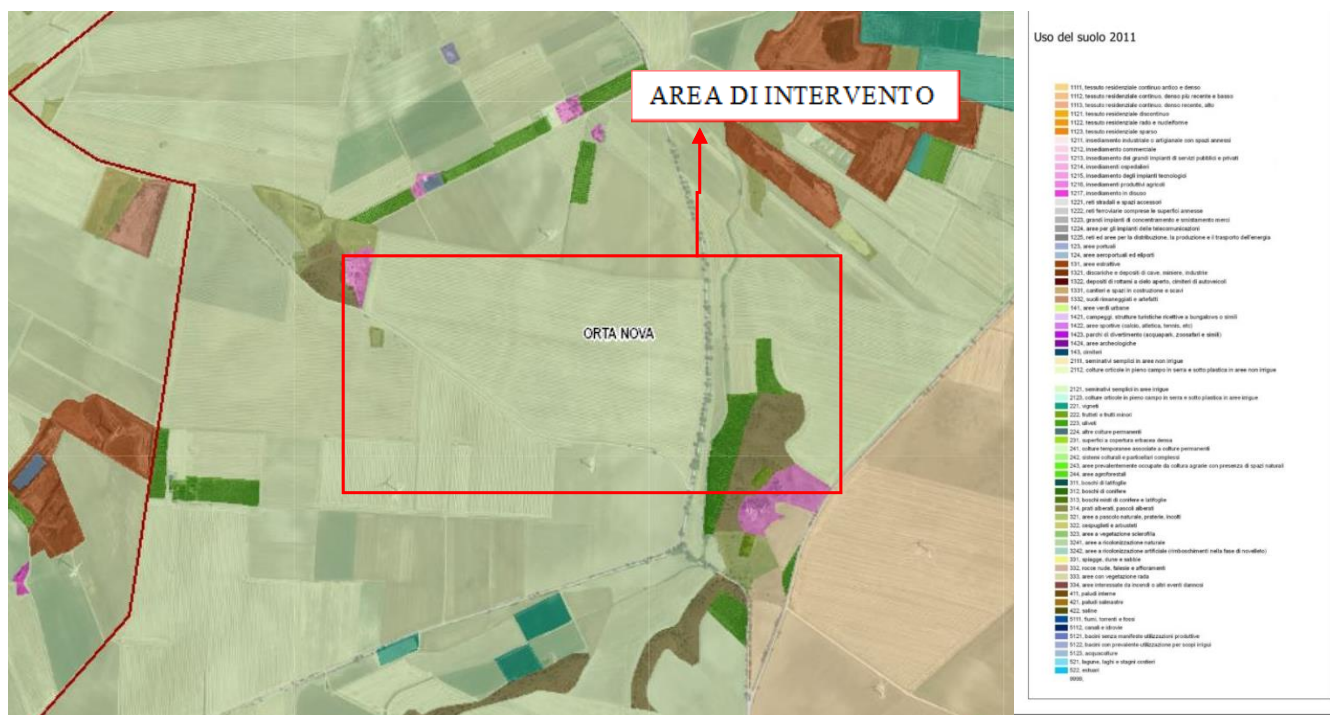 AREA DI INTERVENTO
ORTA NOVA
Uso del suolo 2011
1111, tessuto residenziale continuo antico e denso
1112, tessuto residenziale continuo, denso più recente e basso
1113, tessuto residenziale continuo, denso recente, alto
1121, tessuto residenziale discontinuo
1122, tessuto residenziale rado e nucleiforme
1123, tessuto residenziale sparso
1211, insediamento industriale o artigianale con spazi annessi
1212, insediamento commerciale
1213, insediamento dei grandi impianti di servizi pubblici e privati
1214, insediamenti ospedalieri
1215, insediamento degli impianti tecnologici
1216, insediamenti produttivi agricoli
1217, insediamento in disuso
1221, reti stradali e spazi accessori
1222, reti ferroviarie comprese le superfici annesse
1223, grandi impianti di concentramento e smistamento merci
1224, aree per gli impianti delle telecomunicazioni
1225, reti ed aree per la distribuzione, la produzione e il trasporto dell'energia
123, aree portuali
124, aree aeroportuali ed eliporti
131, aree estrattive
1321, discariche e depositi di cave, miniere, industrie
1322, depositi di rottami a cielo aperto, cimiteri di autoveicoli
1331, cantieri e spazi in costruzione e scavi
1332, suoli rimaneggiati e artefatti
141, aree verdi urbane
1421, campeggi, strutture turistiche ricettive a bungalows o simili
1422, aree sportive (calcio, atletica, tennis, etc)
1423, parchi di divertimento (acquapark, zoosafari e simili)
1424, aree archeologiche
143, cimiteri
2111, seminativi semplici in aree non irrigue
2112, colture orticole in pieno campo in serra e sotto plastica in aree non irrigue
2121, seminativi semplici in aree irrigue
2123, colture orticole in pieno campo in serra e sotto plastica in aree irrigue
221, vigneti
222, frutteti e frutti minori
223, uliveti
224, altre colture permanenti
231, superfici a copertura erbacea densa
241, colture temporanee associate a colture permanenti
242, sistemi colturali e particellari complessi
243, aree prevalentemente occupate da coltura agrarie con presenza di spazi naturali
244, aree agroforestali
311, boschi di latifoglie
312, boschi di conifere
313, boschi misti di conifere e latifoglie
314, prati alberati, pascoli alberati
321, aree a pascolo naturale, praterie, incolti
322, cespuglieti e arbusteti
323, aree a vegetazione sclerofilla
3241, aree a ricolonizzazione naturale
3242, aree a ricolonizzazione artificiale (rimboschimenti nella fase di novelleto)
331, spiagge, dune e sabbie
332, rocce nude, falesie e affioramenti
333, aree con vegetazione rada
334, aree interessate da incendi o altri eventi dannosi
411, paludi interne
421, paludi salmastre
422, saline
5111, fiumi, torrenti e fossi
5112, canali e idrovie
5121, bacini senza manifeste utilizzazioni produttive
5122, bacini con prevalente utilizzazione per scopi irrigui
5123, acquacolture
521, lagune, laghi e stagni costieri
522, estuari
9999,